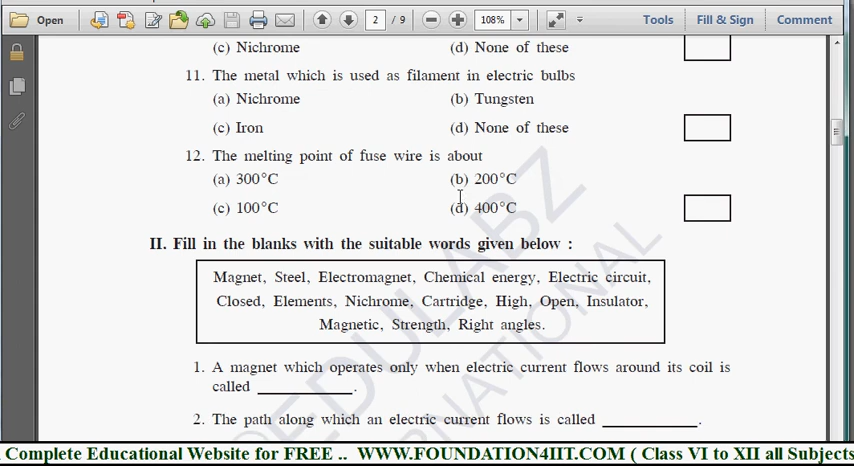 Open
2 / 9
108%
Tools
Fill & Sign
Comment
(c) Nichrome (d) None of these
11. The metal which is used as filament in electric bulbs
(a) Nichrome (b) Tungsten
(c) Iron (d) None of these
12. The melting point of fuse wire is about
(a) 300°C (b) 200°C
(c) 100°C (d) 400°C
II. Fill in the blanks with the suitable words given below :
Magnet, Steel, Electromagnet, Chemical energy, Electric circuit,
Closed, Elements, Nichrome, Cartridge, High, Open, Insulator,
Magnetic, Strength, Right angles.
1. A magnet which operates only when electric current flows around its coil is
called ____________.
2. The path along which an electric current flows is called ____________.
EDULABZ
INTERNATIONAL
Complete Educational Website for FREE .. WWW.FOUNDATION4IIT.COM ( Class VI to XII all Subjects